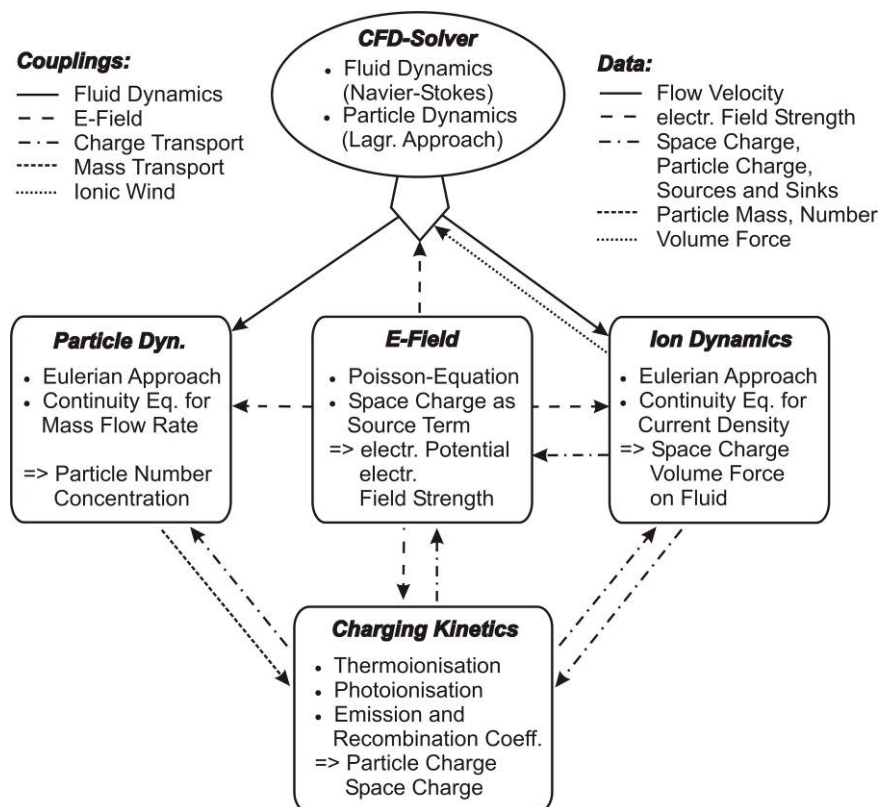 CFD-Solver
• Fluid Dynamics
(Navier-Stokes)
• Particle Dynamics
(Lagr. Approach)
Couplings:
Fluid Dynamics
E-Field
Charge Transport
Mass Transport
Ionic Wind
Data:
Flow Velocity
electr. Field Strength
Space Charge,
Particle Charge,
Sources and Sinks
Particle Mass, Number
Volume Force
Particle Dyn.
• Eulerian Approach
• Continuity Eq. for
Mass Flow Rate
=> Particle Number
Concentration
E-Field
• Poisson-Equation
• Space Charge as
Source Term
=> electr. Potential
electr.
Field Strength
Ion Dynamics
• Eulerian Approach
• Continuity Eq. for
Current Density
=> Space Charge
Volume Force
on Fluid
Charging Kinetics
• Thermoionisation
• Photoionisation
• Emission and
Recombination Coeff.
=> Particle Charge
Space Charge